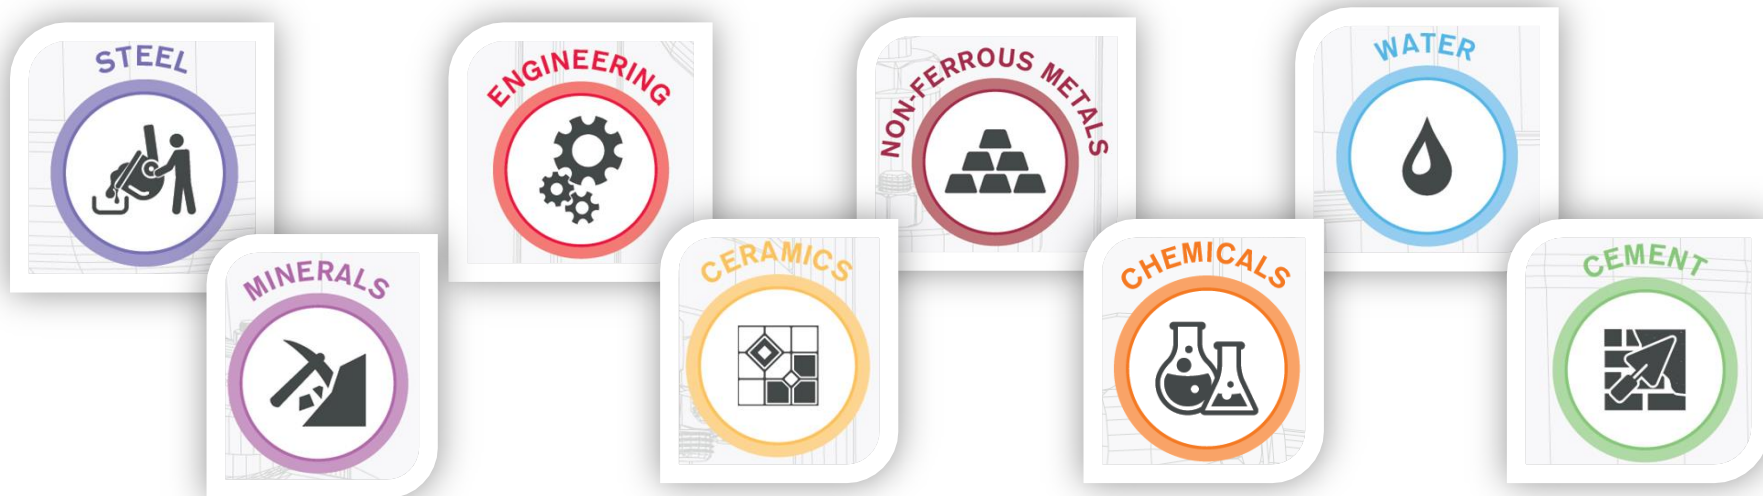 STEEL
ENGINEERING
NON-FERROUS METALS
WATER
MINERALS
CERAMICS
CHEMICALS
CEMENT